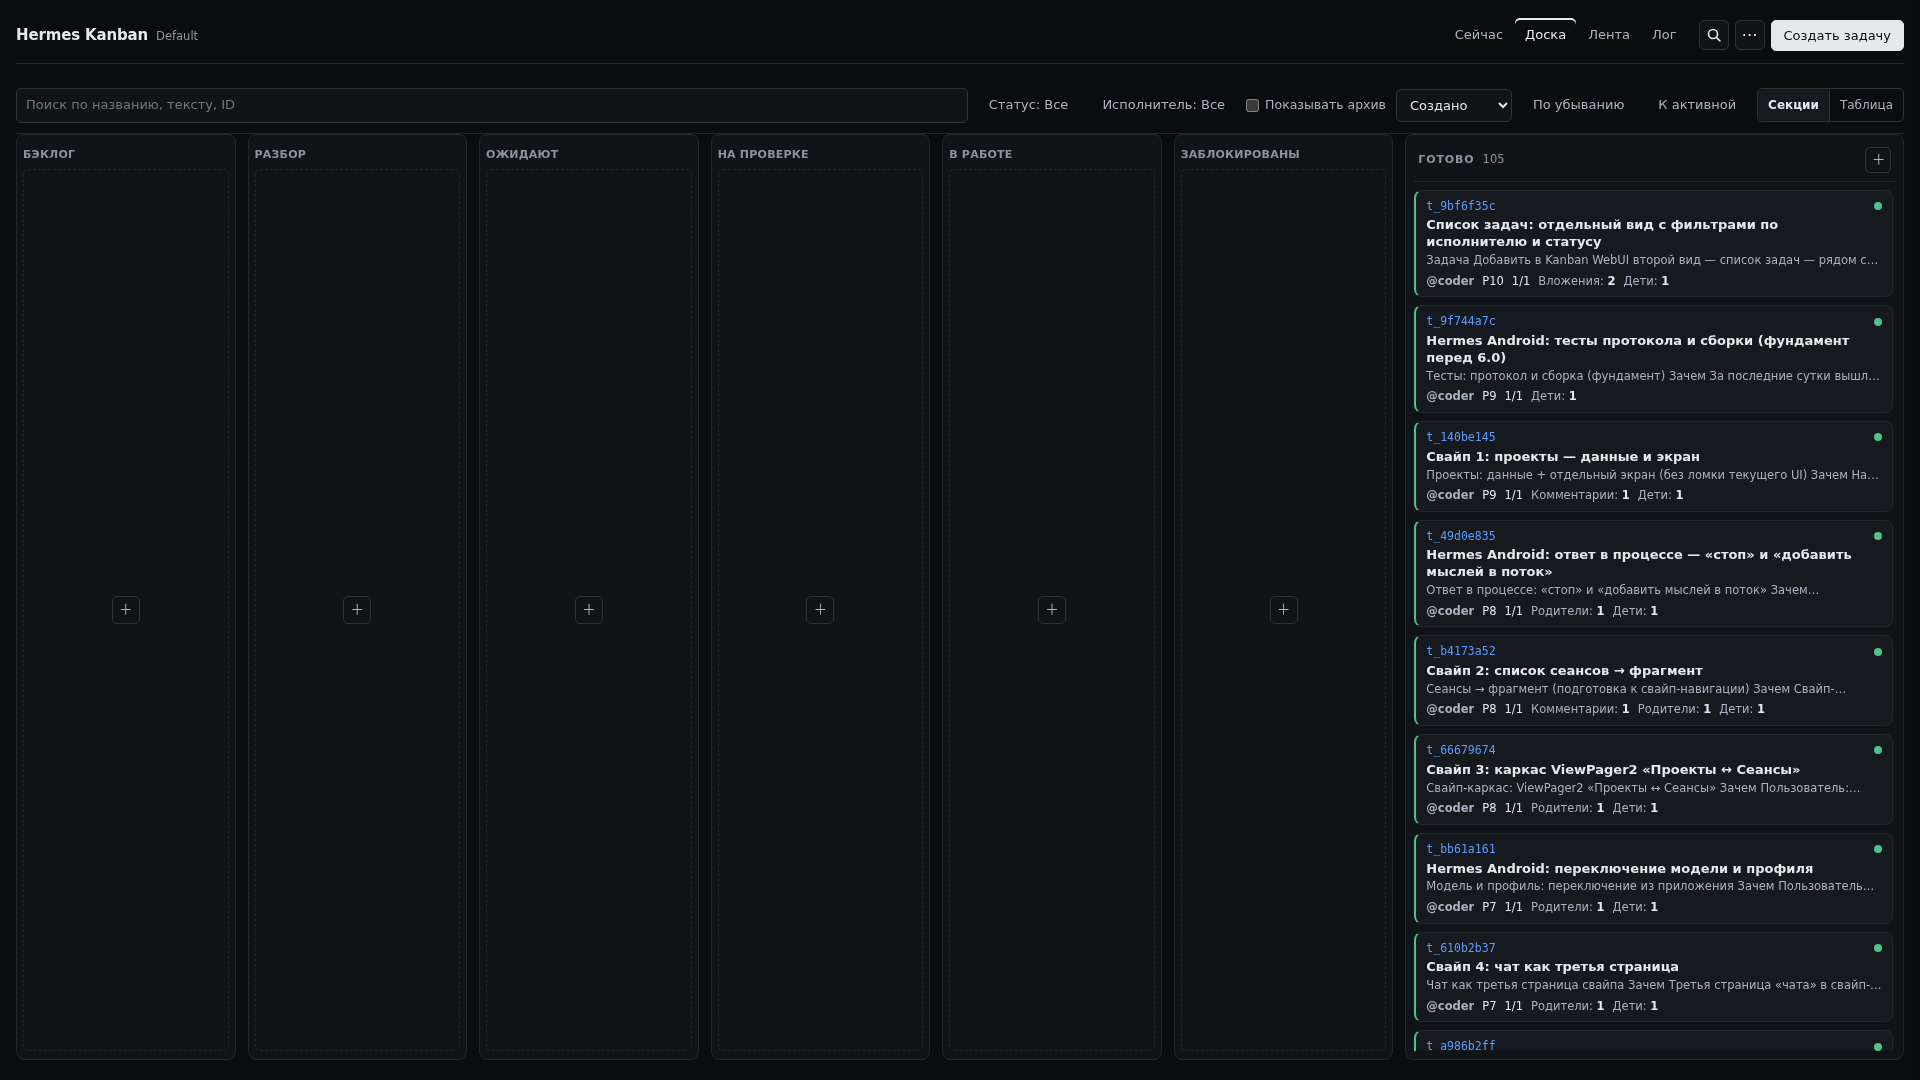 Hermes Kanban Default
Сейчас Доска Лента Лог ⋯ Создать задачу
Поиск по названию, тексту, ID Статус: Все Исполнитель: Все Показывать архив Создано По убыванию К активной Секции Таблица
БЭКЛОГ
+
РАЗБОР
+
ОЖИДАЮТ
+
НА ПРОВЕРКЕ
+
В РАБОТЕ
+
ЗАБЛОКИРОВАНЫ
+
ГОТОВО 105 +
t_9bf6f35c
Список задач: отдельный вид с фильтрами по
исполнителю и статусу
Задача Добавить в Kanban WebUI второй вид — список задач — рядом с…
@coder P10 1/1 Вложения: 2 Дети: 1
t_9f744a7c
Hermes Android: тесты протокола и сборки (фундамент
перед 6.0)
Тесты: протокол и сборка (фундамент) Зачем За последние сутки вышл…
@coder P9 1/1 Дети: 1
t_140be145
Свайп 1: проекты — данные и экран
Проекты: данные + отдельный экран (без ломки текущего UI) Зачем На…
@coder P9 1/1 Комментарии: 1 Дети: 1
t_49d0e835
Hermes Android: ответ в процессе — «стоп» и «добавить
мыслей в поток»
Ответ в процессе: «стоп» и «добавить мыслей в поток» Зачем…
@coder P8 1/1 Родители: 1 Дети: 1
t_b4173a52
Свайп 2: список сеансов → фрагмент
Сеансы → фрагмент (подготовка к свайп-навигации) Зачем Свайп-…
@coder P8 1/1 Комментарии: 1 Родители: 1 Дети: 1
t_66679674
Свайп 3: каркас ViewPager2 «Проекты ↔ Сеансы»
Свайп-каркас: ViewPager2 «Проекты ↔ Сеансы» Зачем Пользователь:…
@coder P8 1/1 Родители: 1 Дети: 1
t_bb61a161
Hermes Android: переключение модели и профиля
Модель и профиль: переключение из приложения Зачем Пользователь…
@coder P7 1/1 Родители: 1 Дети: 1
t_610b2b37
Свайп 4: чат как третья страница
Чат как третья страница свайпа Зачем Третья страница «чата» в свайп-…
@coder P7 1/1 Родители: 1 Дети: 1
t_a986b2ff